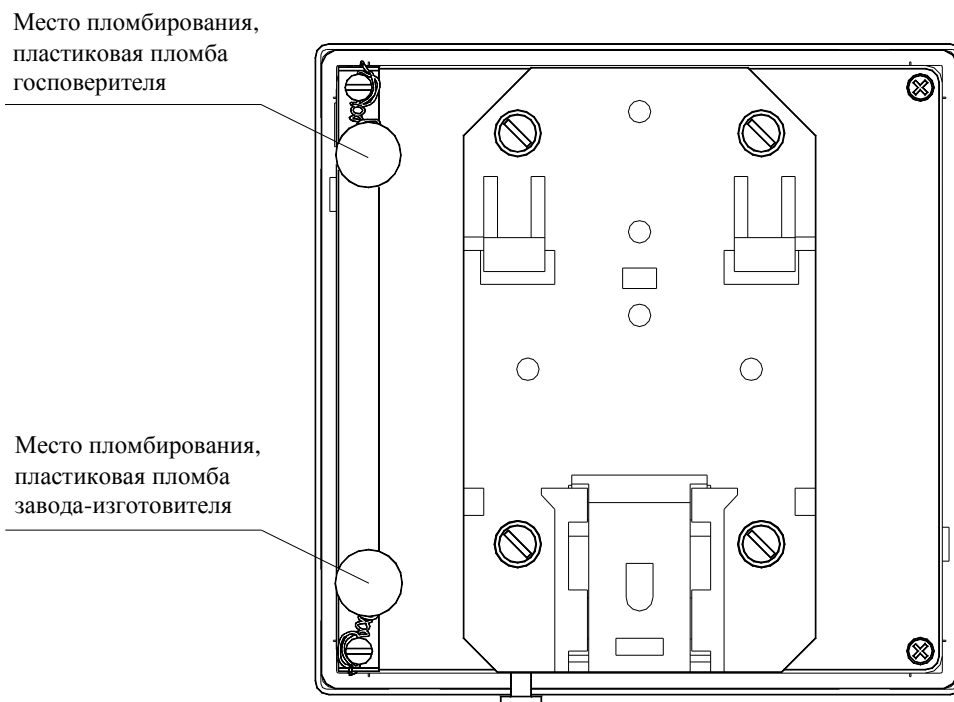 Место пломбирования,
пластиковая пломба
госповерителя
Место пломбирования,
пластиковая пломба
завода-изготовителя